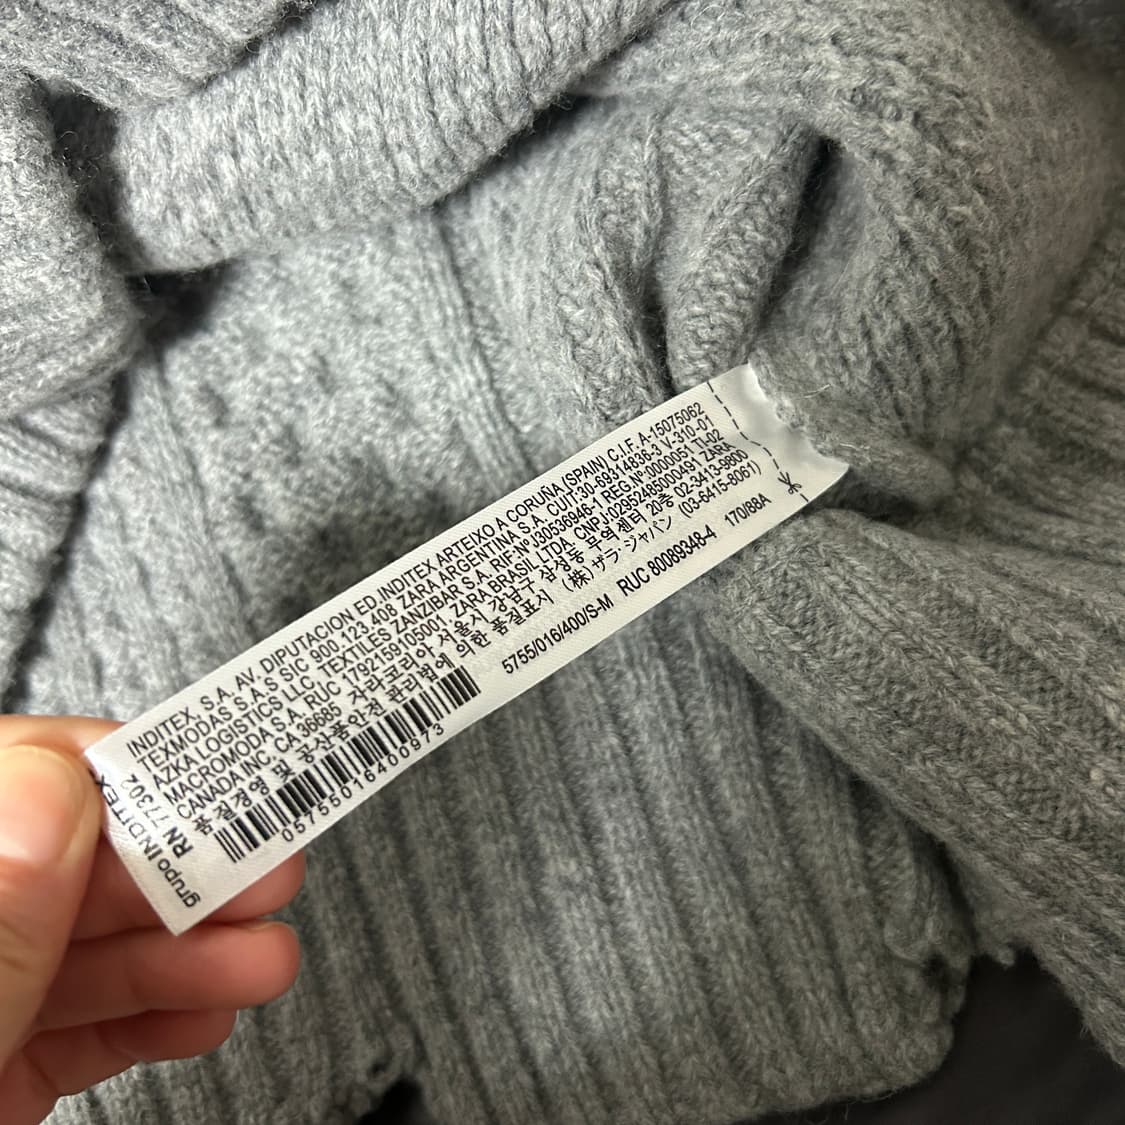 INDITEX, S.A. AV. DIPUTACION ED.INDITEX ARTEIXO A CORUÑA (SPAIN) C.I.F. A-15075062
TEXMODAS S.A.S SIC 900.123.408 ZARA ARGENTINA S.A. CUIT:30-69314836-3 V-310-01
AZKA LOGISTICS LLC. TEXTILES ZANZIBAR S.A. RIF-Nº J30536946-1 REG.Nº:0000051 TI-02
MACROMODA S.A. RUC 1792159105001 ZARA BRASIL LTDA. CNPJ:02952485000491 ZARA
CANADA INC, CA 36685 자라코리아 서울시 강남구 삼성동 무역센터 20층 02-3413-9800
품질경영 및 공산품안전 관리법에 의한 품질표시 (株) ザラ・ジャパン (03-6415-8061)
05755016400973
5755/016/400/S-M RUC 80089348-4 170/88A
grupo INDITEX
RN 77302